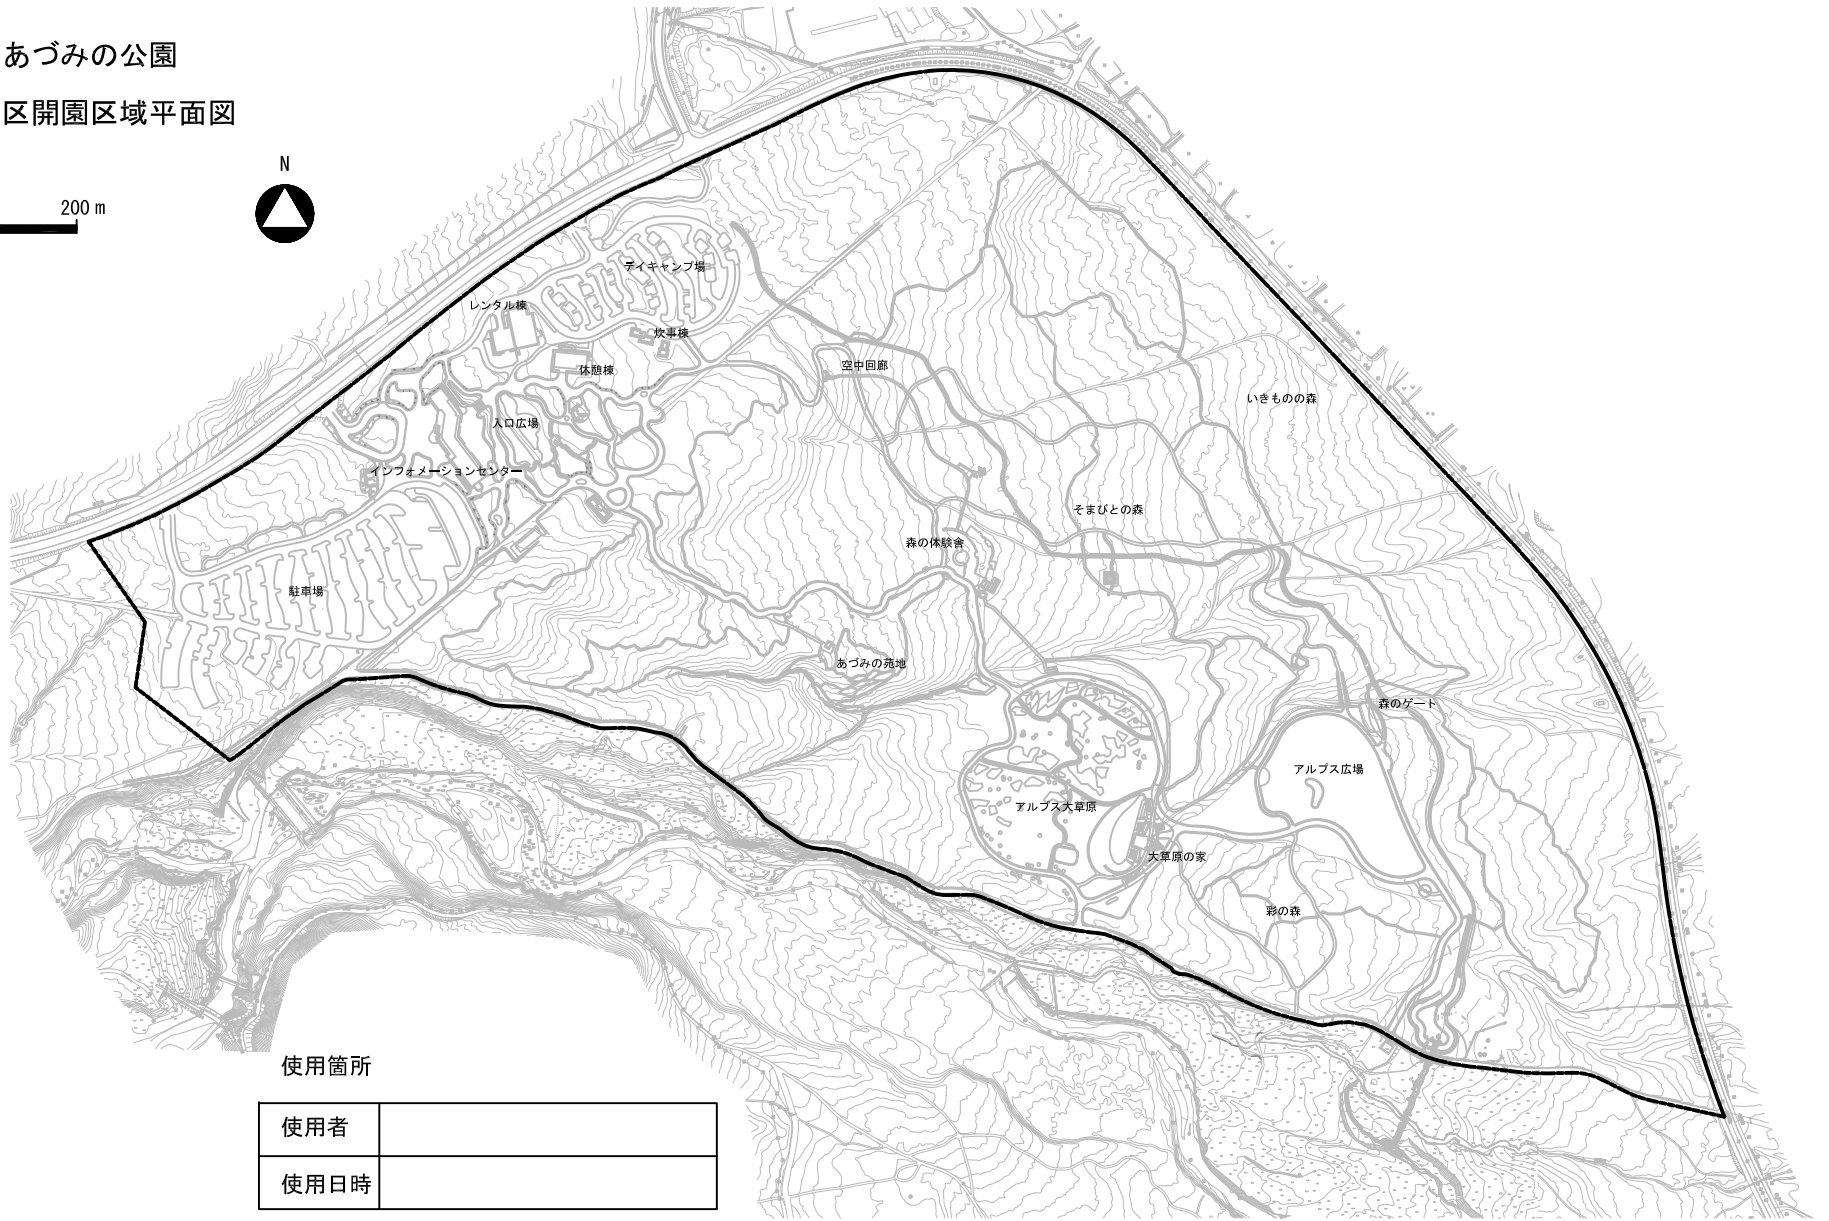 あづみの公園
区開園区域平面図
N
200 m
デイキャンプ場
レンタル棟
炊事棟
休憩棟
空中回廊
いきものの森
入口広場
インフォメーションセンター
そまびとの森
森の体験舎
駐車場
あづみの苑地
森のゲート
アルプス広場
アルプス大草原
大草原の家
彩の森
使用箇所
使用者
使用日時